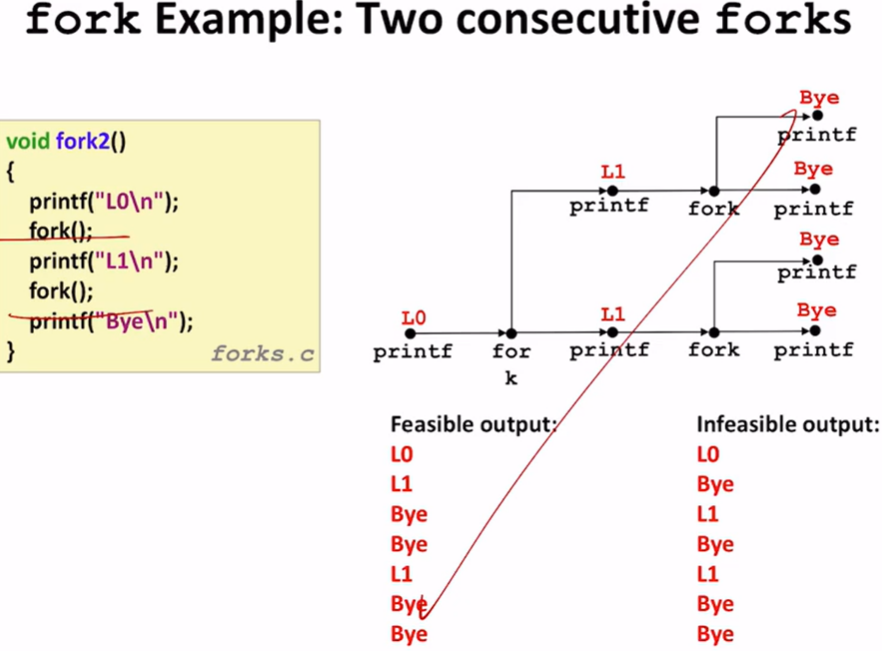 fork Example: Two consecutive forks
void fork2()
{
printf("L0\n");
fork();
printf("L1\n");
fork();
printf("Bye\n");
}
forks.c
Bye
printf
L1
Bye
printf
fork
printf
Bye
printf
L0
L1
Bye
printf
for
k
printf
fork
printf
Feasible output:
L0
L1
Bye
Bye
L1
Bye
Bye
Infeasible output:
L0
Bye
L1
Bye
L1
Bye
Bye